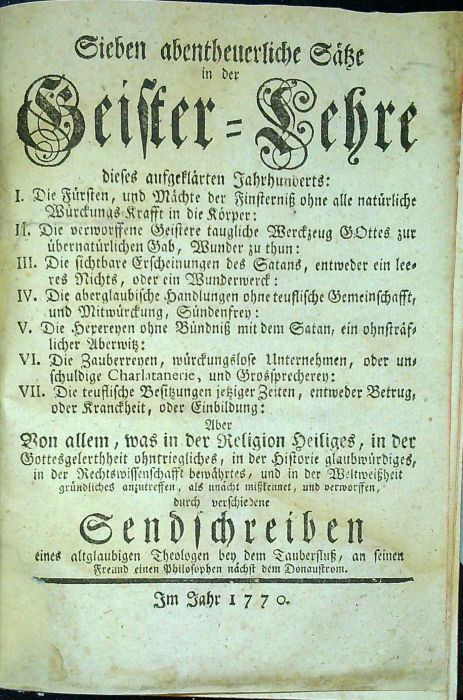 Sieben abentheuerliche Sätze
in der
Geister-Lehre
dieses aufgeklärten Jahrhunderts:
I. Die Fürsten, und Mächte der Finsterniß ohne alle natürliche
Würckungs-Krafft in die Körper:
II. Die verworffene Geistere taugliche Werckzeug GOttes zur
übernatürlichen Gab, Wunder zu thun:
III. Die sichtbare Erscheinungen des Satans, entweder ein lee-
res Nichts, oder ein Wunderwerck:
IV. Die aberglaubische Handlungen ohne teuflische Gemeinschafft,
und Mitwürckung, Sündenfrey:
V. Die Hexereyen ohne Bündniß mit dem Satan, ein ohnsträf-
licher Aberwitz:
VI. Die Zauberreyen, würckungslose Unternehmen, oder un-
schuldige Charlatanerie, und Grossprecherey:
VII. Die teuflische Besitzungen jetziger Zeiten, entweder Betrug,
oder Kranckheit, oder Einbildung:
Aber
Von allem, was in der Religion Heiliges, in der
Gottesgelerthheit ohntriegliches, in der Historie glaubwürdiges,
in der Rechtswissenschafft bewährtes, und in der Weltweißheit
gründliches anzutreffen, als unächt mißkennet, und verworffen,
durch verschiedene
Sendschreiben
eines altglaubigen Theologen bey dem Tauberfluß, an seinen
Freund einen Philosophen nächst dem Donaustrom.
Im Jahr 1770.